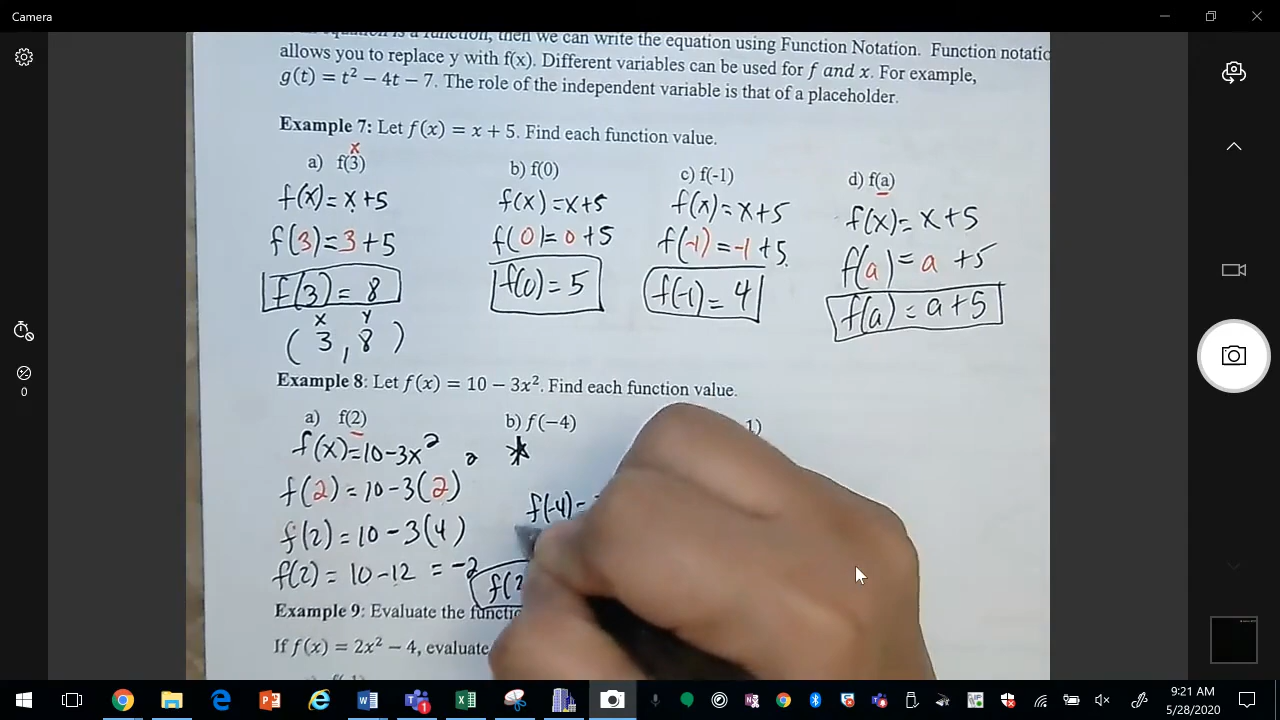 Camera
equation is a function, then we can write the equation using Function Notation. Function notatio
allows you to replace y with f(x). Different variables can be used for f and x. For example,
g(t) = t² − 4t − 7. The role of the independent variable is that of a placeholder.
Example 7: Let f(x) = x + 5. Find each function value.
x
a) f(3) b) f(0) c) f(-1) d) f(a)
f(x)=x+5 f(x)=x+5 f(x)=x+5 f(x)=x+5
f(3)=3+5 f(0)=0+5 f(-1)=-1+5 f(a)=a+5
f(3)=8 f(0)=5 f(-1)=4 f(a)=a+5
x y
(3,8)
Example 8: Let f(x) = 10 − 3x². Find each function value.
a) f(2) b) f(−4) 1)
f(x)=10-3x²
f(2)=10-3(2)² f(-4)=
f(2)=10-3(4)
f(2)=10-12=-2 f(2
Example 9: Evaluate the functio
If f(x) = 2x² − 4, evaluate
0
9:21 AM
5/28/2020